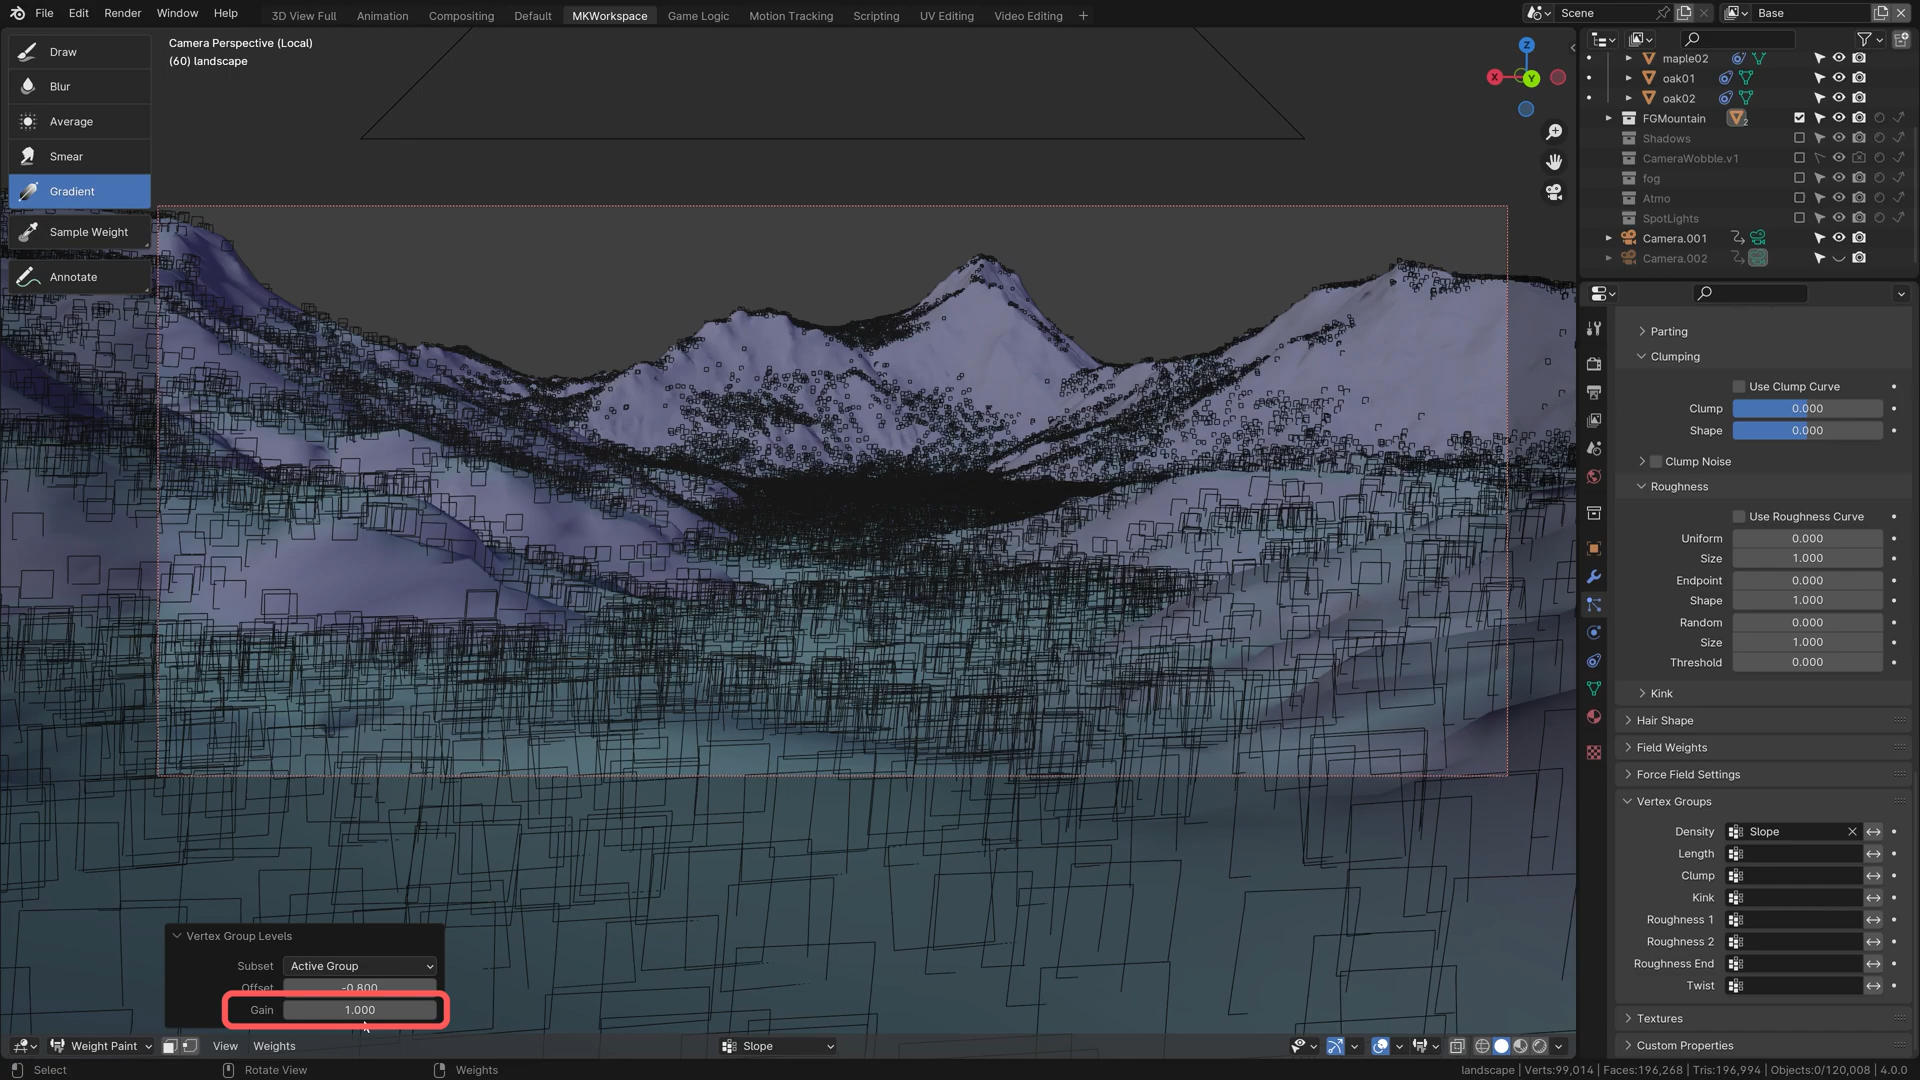 File Edit Render Window Help
3D View Full Animation Compositing Default MKWorkspace Game Logic Motion Tracking Scripting UV Editing Video Editing +
Scene
Base
Draw
Blur
Average
Smear
Gradient
Sample Weight
Annotate
Camera Perspective (Local)
(60) landscape
Z
X
Y
maple02
oak01
oak02
FGMountain 2
Shadows
CameraWobble.v1
fog
Atmo
SpotLights
Camera.001
Camera.002
Parting
Clumping
Use Clump Curve
Clump 0.000
Shape 0.000
Clump Noise
Roughness
Use Roughness Curve
Uniform 0.000
Size 1.000
Endpoint 0.000
Shape 1.000
Random 0.000
Size 1.000
Threshold 0.000
Kink
Hair Shape
Field Weights
Force Field Settings
Vertex Groups
Density Slope
Length
Clump
Kink
Roughness 1
Roughness 2
Roughness End
Twist
Textures
Custom Properties
Vertex Group Levels
Subset Active Group
Offset -0.800
Gain 1.000
Weight Paint View Weights Slope
Select Rotate View Weights
landscape | Verts:99,014 | Faces:196,268 | Tris:196,994 | Objects:0/120,008 | 4.0.0